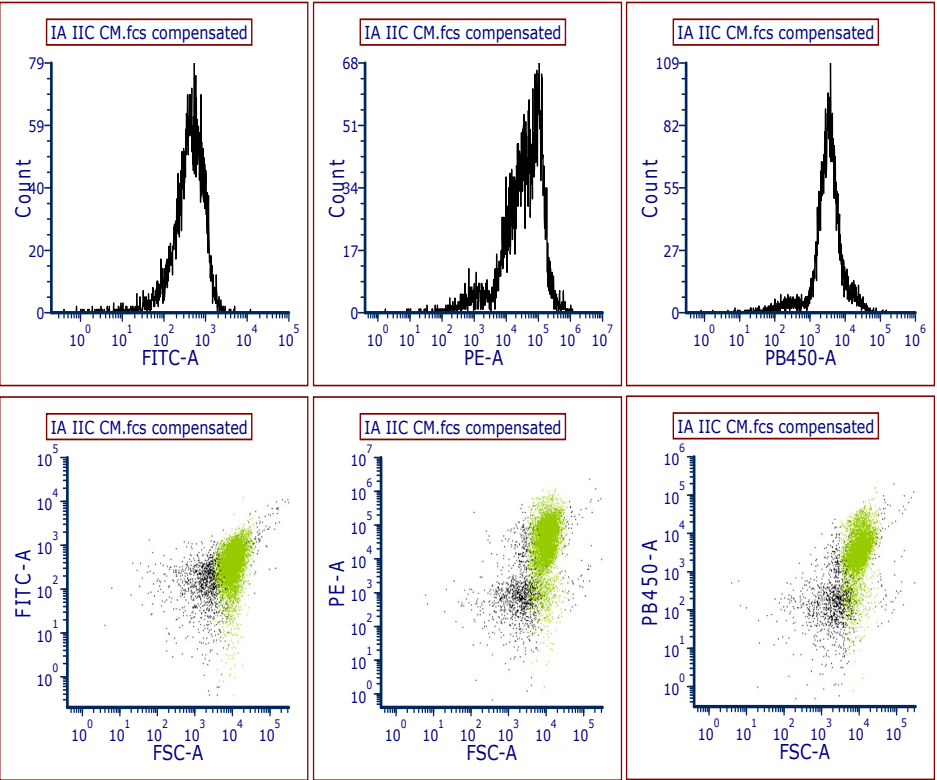 IA IIC CM.fcs compensated
79
59
40
20
0
Count
10^0 10^1 10^2 10^3 10^4 10^5
FITC-A
IA IIC CM.fcs compensated
68
51
34
17
0
Count
10^0 10^1 10^2 10^3 10^4 10^5 10^6 10^7
PE-A
IA IIC CM.fcs compensated
109
82
55
27
0
Count
10^0 10^1 10^2 10^3 10^4 10^5 10^6
PB450-A
IA IIC CM.fcs compensated
10^5
10^4
10^3
10^2
10^1
10^0
FITC-A
10^0 10^1 10^2 10^3 10^4 10^5
FSC-A
IA IIC CM.fcs compensated
10^7
10^6
10^5
10^4
10^3
10^2
10^1
10^0
PE-A
10^0 10^1 10^2 10^3 10^4 10^5
FSC-A
IA IIC CM.fcs compensated
10^6
10^5
10^4
10^3
10^2
10^1
10^0
PB450-A
10^0 10^1 10^2 10^3 10^4 10^5
FSC-A